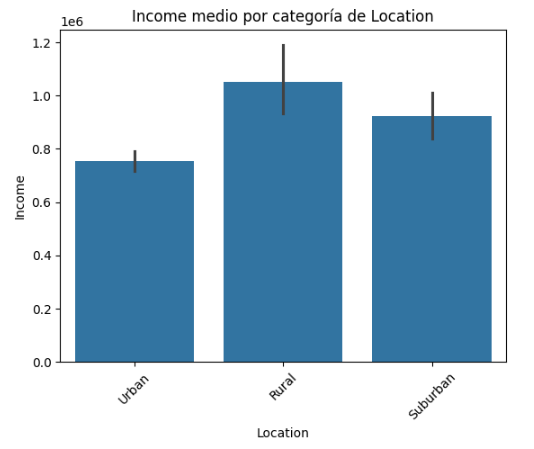 Income medio por categoría de Location
1e6
1.2
1.0
0.8
0.6
0.4
0.2
0.0
Income
Urban
Rural
Suburban
Location